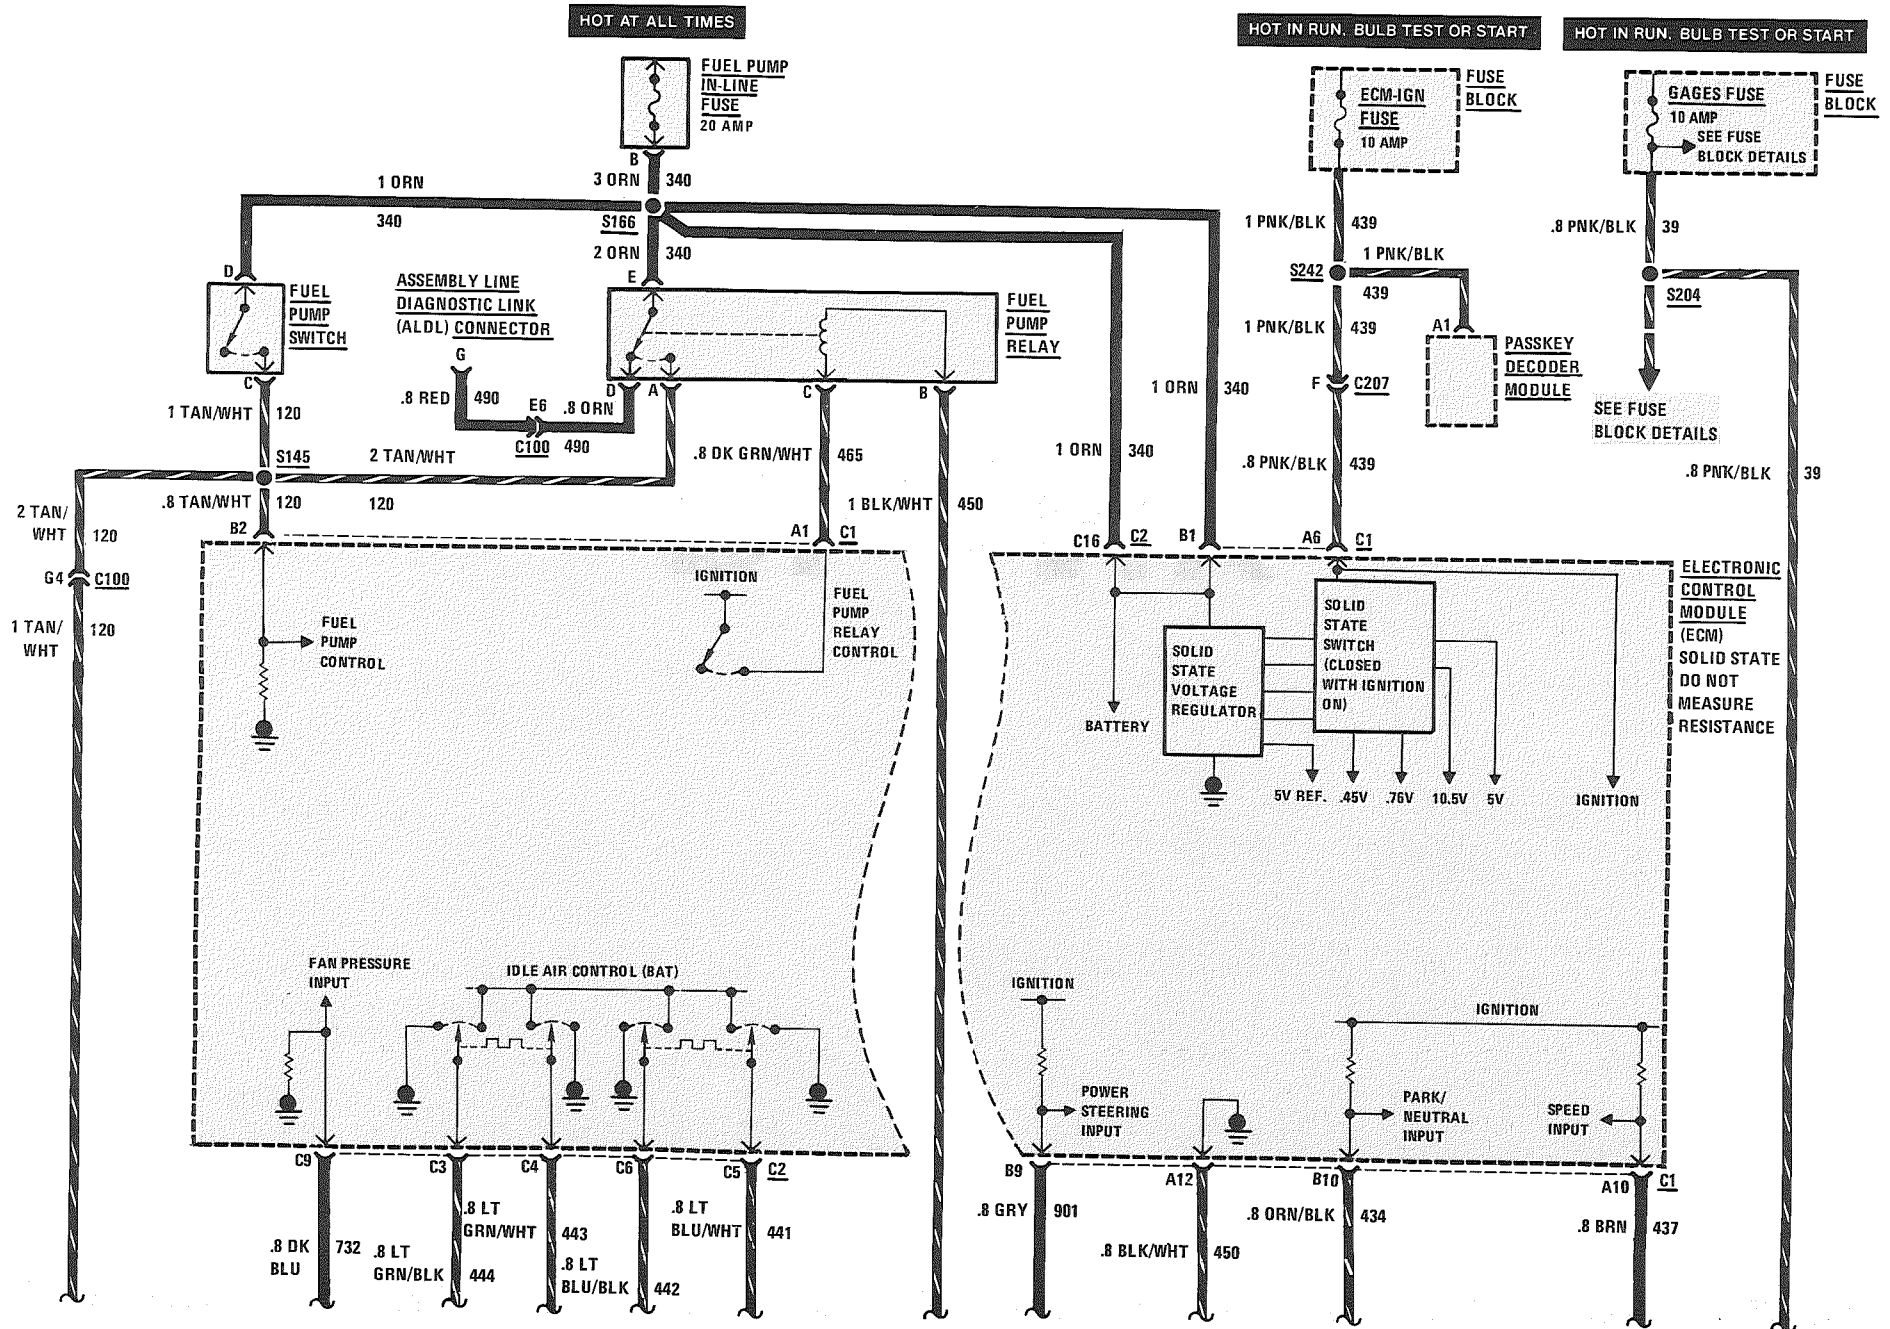 HOT AT ALL TIMES
HOT IN RUN, BULB TEST OR START
HOT IN RUN, BULB TEST OR START
FUEL PUMP
IN-LINE
FUSE
20 AMP
ECM-IGN
FUSE
10 AMP
FUSE
BLOCK
GAGES FUSE
10 AMP
SEE FUSE
BLOCK DETAILS
FUSE
BLOCK
B
3 ORN 340
1 ORN
340
S166
2 ORN 340
E
1 PNK/BLK 439
.8 PNK/BLK 39
S242
1 PNK/BLK
439
S204
1 PNK/BLK 439
A1
PASSKEY
DECODER
MODULE
F C207
SEE FUSE
BLOCK DETAILS
D
FUEL
PUMP
SWITCH
C
ASSEMBLY LINE
DIAGNOSTIC LINK
(ALDL) CONNECTOR
G
.8 RED 490
E6
C100
.8 ORN
490
FUEL
PUMP
RELAY
D A C B
1 ORN 340
1 ORN 340
1 TAN/WHT 120
S145
2 TAN/WHT
120
.8 TAN/WHT 120
.8 DK GRN/WHT 465
1 BLK/WHT 450
.8 PNK/BLK 439
.8 PNK/BLK 39
2 TAN/
WHT 120
G4 C100
1 TAN/
WHT 120
B2
A1 C1
C16 C2
B1
A6 C1
FUEL
PUMP
CONTROL
IGNITION
FUEL
PUMP
RELAY
CONTROL
BATTERY
SOLID
STATE
VOLTAGE
REGULATOR
SOLID
STATE
SWITCH
(CLOSED
WITH IGNITION
ON)
5V REF. .45V .76V 10.5V 5V
IGNITION
ELECTRONIC
CONTROL
MODULE
(ECM)
SOLID STATE
DO NOT
MEASURE
RESISTANCE
FAN PRESSURE
INPUT
IDLE AIR CONTROL (BAT)
IGNITION
POWER
STEERING
INPUT
IGNITION
PARK/
NEUTRAL
INPUT
SPEED
INPUT
C9 C3 C4 C6 C5 C2
B9 A12 B10 A10 C1
.8 DK
BLU
732
.8 LT
GRN/BLK
444
.8 LT
GRN/WHT
443
.8 LT
BLU/BLK
442
.8 LT
BLU/WHT
441
.8 GRY 901
.8 BLK/WHT 450
.8 ORN/BLK 434
.8 BRN 437